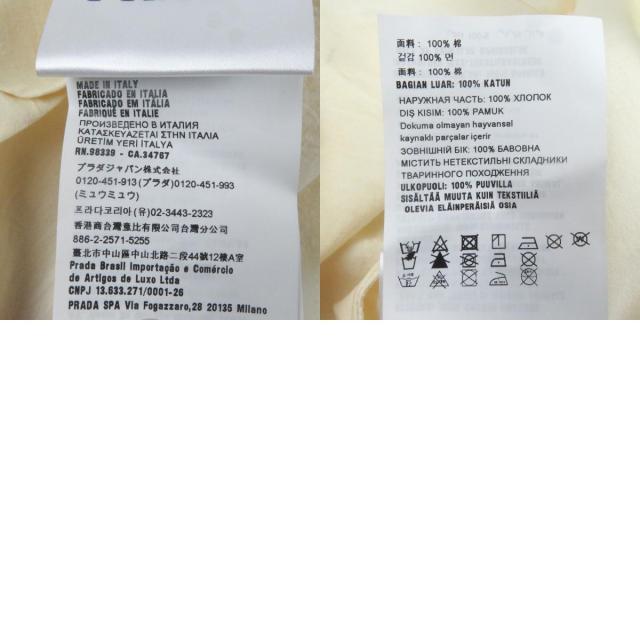 MADE IN ITALY
FABRICADO EN ITALIA
FABRICADO EM ITÁLIA
FABRIQUÉ EN ITALIE
ПРОИЗВЕДЕНО В ИТАЛИЯ
ΚΑΤΑΣΚΕΥΑΖΕΤΑΙ ΣΤΗΝ ΙΤΑΛΙΑ
ÜRETİM YERİ İTALYA
RN.98339 - CA.34767
プラダジャパン株式会社
0120-451-913 (プラダ) 0120-451-993
(ミュウミュウ)
프라다코리아 (유) 02-3443-2323
香港商台灣壹比有限公司台灣分公司
886-2-2571-5255
臺北市中山區中山北路二段44號12樓A室
Prada Brasil Importação e Comércio
de Artigos de Luxo Ltda
CNPJ 13.633.271/0001-26
PRADA SPA Via Fogazzaro,28 20135 Milano
面料 : 100% 棉
겉감 100% 면
面料 : 100% 棉
BAGIAN LUAR: 100% KATUN
НАРУЖНАЯ ЧАСТЬ: 100% ХЛОПОК
DIŞ KISIM: 100% PAMUK
Dokuma olmayan hayvansal
kaynaklı parçalar içerir
ЗОВНІШНІЙ БІК: 100% БАВОВНА
МІСТИТЬ НЕТЕКСТИЛЬНІ СКЛАДНИКИ
ТВАРИННОГО ПОХОДЖЕННЯ
ULKOPUOLI: 100% PUUVILLA
SISÄLTÄÄ MUUTA KUIN TEKSTIILIÄ
OLEVIA ELÄINPERÄISIÄ OSIA